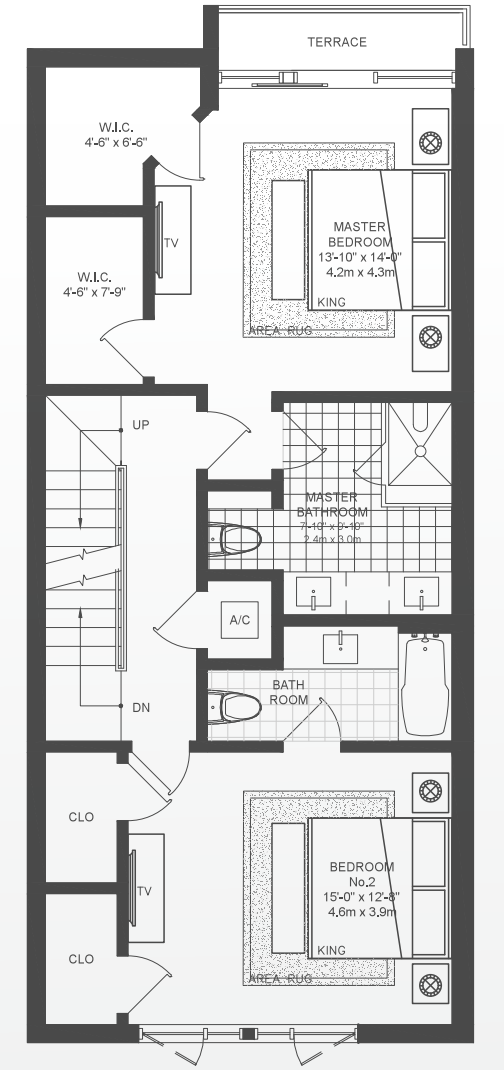 TERRACE
W.I.C.
4'-6" x 6'-6"
TV
MASTER
BEDROOM
13'-10" x 14'-0"
4.2m x 4.3m
KING
AREA RUG
W.I.C.
4'-6" x 7'-9"
UP
MASTER
BATHROOM
7'-10" x 9'-10"
2.4m x 3.0m
A/C
BATH
ROOM
DN
CLO
TV
BEDROOM
No.2
15'-0" x 12'-8"
4.6m x 3.9m
KING
CLO
AREA RUG